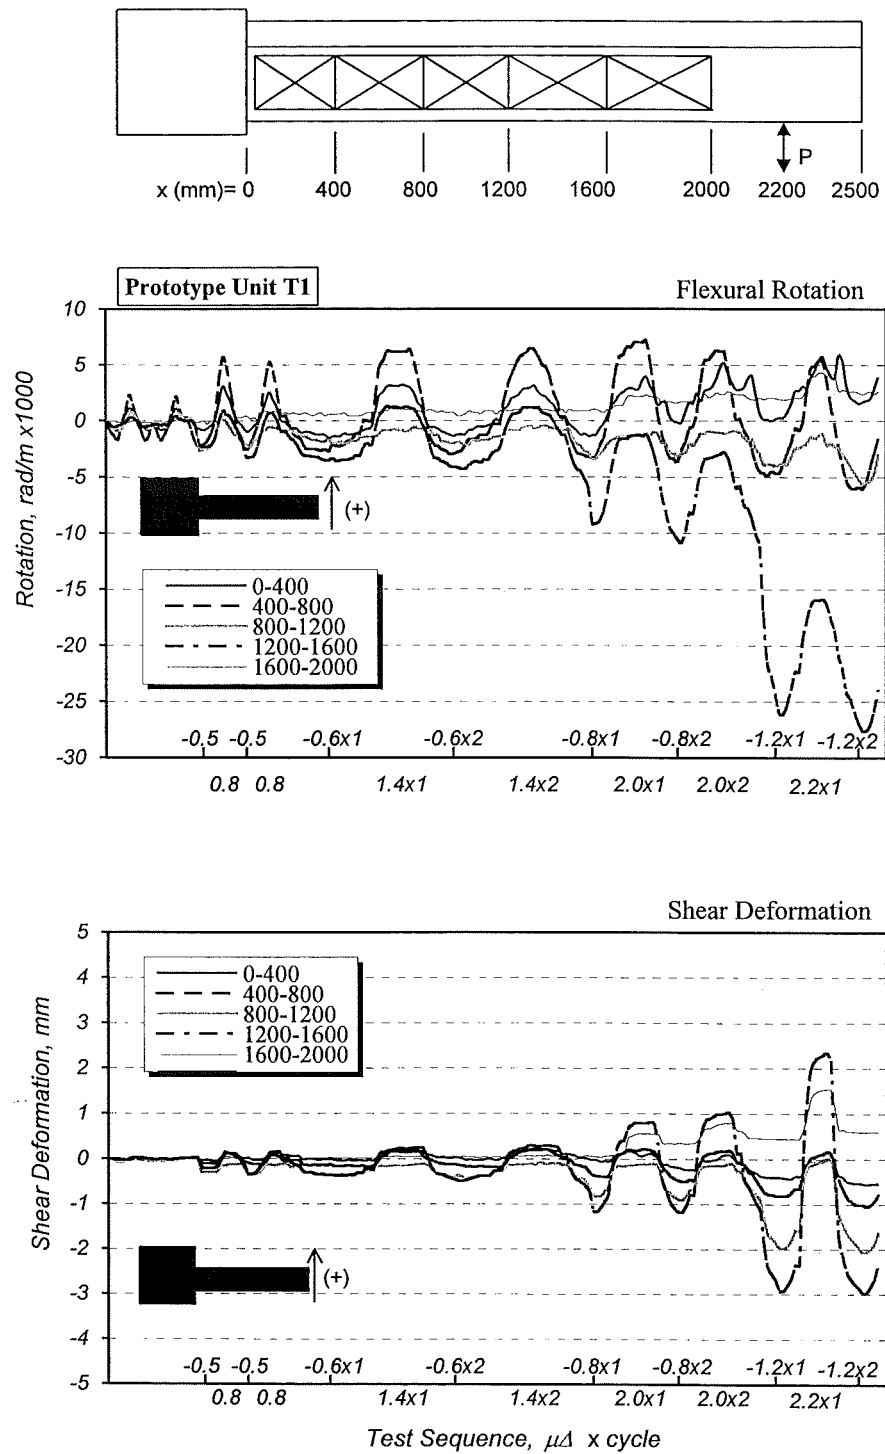 P
x (mm)= 0 400 800 1200 1600 2000 2200 2500
Prototype Unit T1
Flexural Rotation
10
5
0
-5
-10
-15
-20
-25
-30
Rotation, rad/m x1000
(+)
0-400
400-800
800-1200
1200-1600
1600-2000
-0.5 -0.5 -0.6x1 -0.6x2 -0.8x1 -0.8x2 -1.2x1 -1.2x2
0.8 0.8 1.4x1 1.4x2 2.0x1 2.0x2 2.2x1
Shear Deformation
5
4
3
2
1
0
-1
-2
-3
-4
-5
Shear Deformation, mm
0-400
400-800
800-1200
1200-1600
1600-2000
(+)
-0.5 -0.5 -0.6x1 -0.6x2 -0.8x1 -0.8x2 -1.2x1 -1.2x2
0.8 0.8 1.4x1 1.4x2 2.0x1 2.0x2 2.2x1
Test Sequence, μΔ x cycle